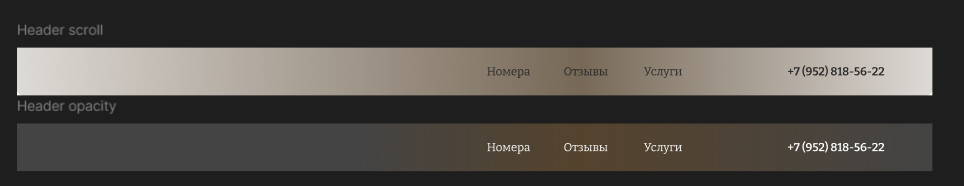 Header scroll
Номера Отзывы Услуги +7 (952) 818-56-22
Header opacity
Номера Отзывы Услуги +7 (952) 818-56-22